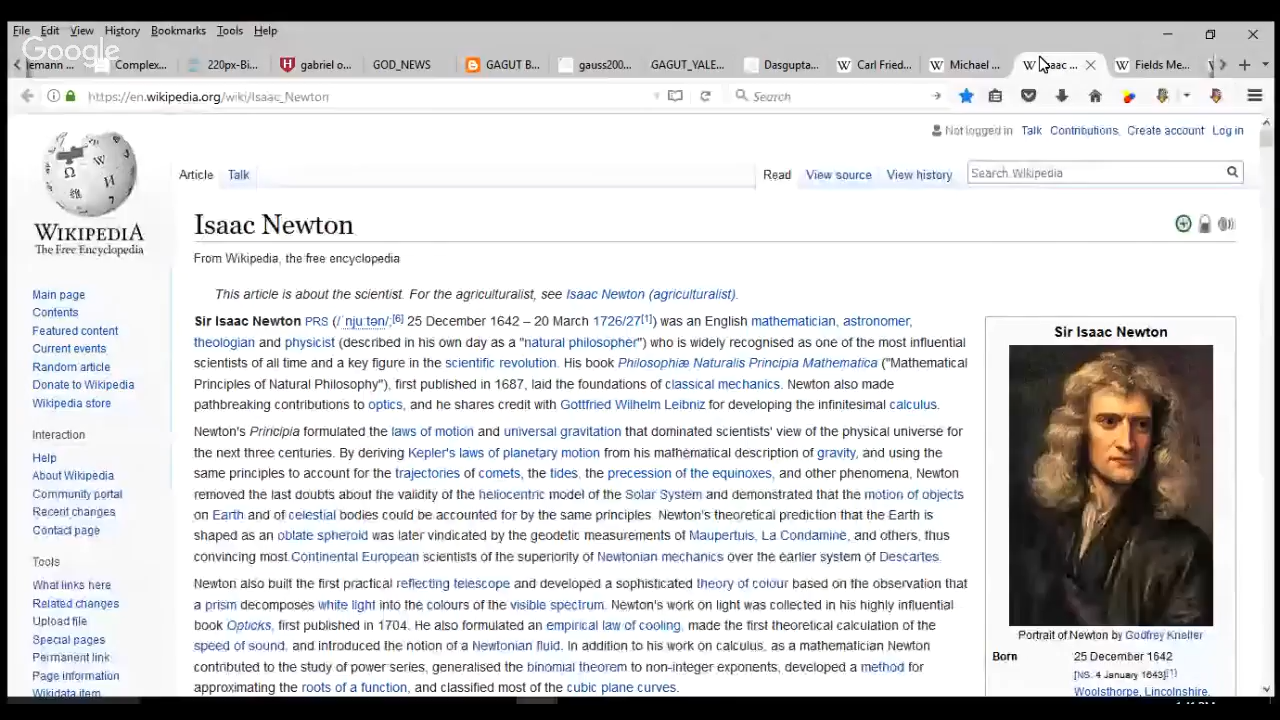 File Edit View History Bookmarks Tools Help
Google
emann ... Complex... 220px-Bi... gabriel o... GOD_NEWS GAGUT B... gauss200... GAGUT_YALE... Dasgupta... Carl Fried... Michael ... Isaac ... Fields Me...
https://en.wikipedia.org/wiki/Isaac_Newton Search
Not logged in Talk Contributions Create account Log in
Article Talk Read View source View history Search Wikipedia
WIKIPEDIA
The Free Encyclopedia
Main page
Contents
Featured content
Current events
Random article
Donate to Wikipedia
Wikipedia store
Interaction
Help
About Wikipedia
Community portal
Recent changes
Contact page
Tools
What links here
Related changes
Upload file
Special pages
Permanent link
Page information
Wikidata item
Isaac Newton
From Wikipedia, the free encyclopedia
This article is about the scientist. For the agriculturalist, see Isaac Newton (agriculturalist).
Sir Isaac Newton PRS (/ˈnjuːtən/;[6] 25 December 1642 – 20 March 1726/27[1]) was an English mathematician, astronomer,
theologian and physicist (described in his own day as a "natural philosopher") who is widely recognised as one of the most influential
scientists of all time and a key figure in the scientific revolution. His book Philosophiæ Naturalis Principia Mathematica ("Mathematical
Principles of Natural Philosophy"), first published in 1687, laid the foundations of classical mechanics. Newton also made
pathbreaking contributions to optics, and he shares credit with Gottfried Wilhelm Leibniz for developing the infinitesimal calculus.
Newton's Principia formulated the laws of motion and universal gravitation that dominated scientists' view of the physical universe for
the next three centuries. By deriving Kepler's laws of planetary motion from his mathematical description of gravity, and using the
same principles to account for the trajectories of comets, the tides, the precession of the equinoxes, and other phenomena, Newton
removed the last doubts about the validity of the heliocentric model of the Solar System and demonstrated that the motion of objects
on Earth and of celestial bodies could be accounted for by the same principles. Newton's theoretical prediction that the Earth is
shaped as an oblate spheroid was later vindicated by the geodetic measurements of Maupertuis, La Condamine, and others, thus
convincing most Continental European scientists of the superiority of Newtonian mechanics over the earlier system of Descartes.
Newton also built the first practical reflecting telescope and developed a sophisticated theory of colour based on the observation that
a prism decomposes white light into the colours of the visible spectrum. Newton's work on light was collected in his highly influential
book Opticks, first published in 1704. He also formulated an empirical law of cooling, made the first theoretical calculation of the
speed of sound, and introduced the notion of a Newtonian fluid. In addition to his work on calculus, as a mathematician Newton
contributed to the study of power series, generalised the binomial theorem to non-integer exponents, developed a method for
approximating the roots of a function, and classified most of the cubic plane curves.
Sir Isaac Newton
Portrait of Newton by Godfrey Kneller
Born 25 December 1642
[NS: 4 January 1643][1]
Woolsthorpe, Lincolnshire,